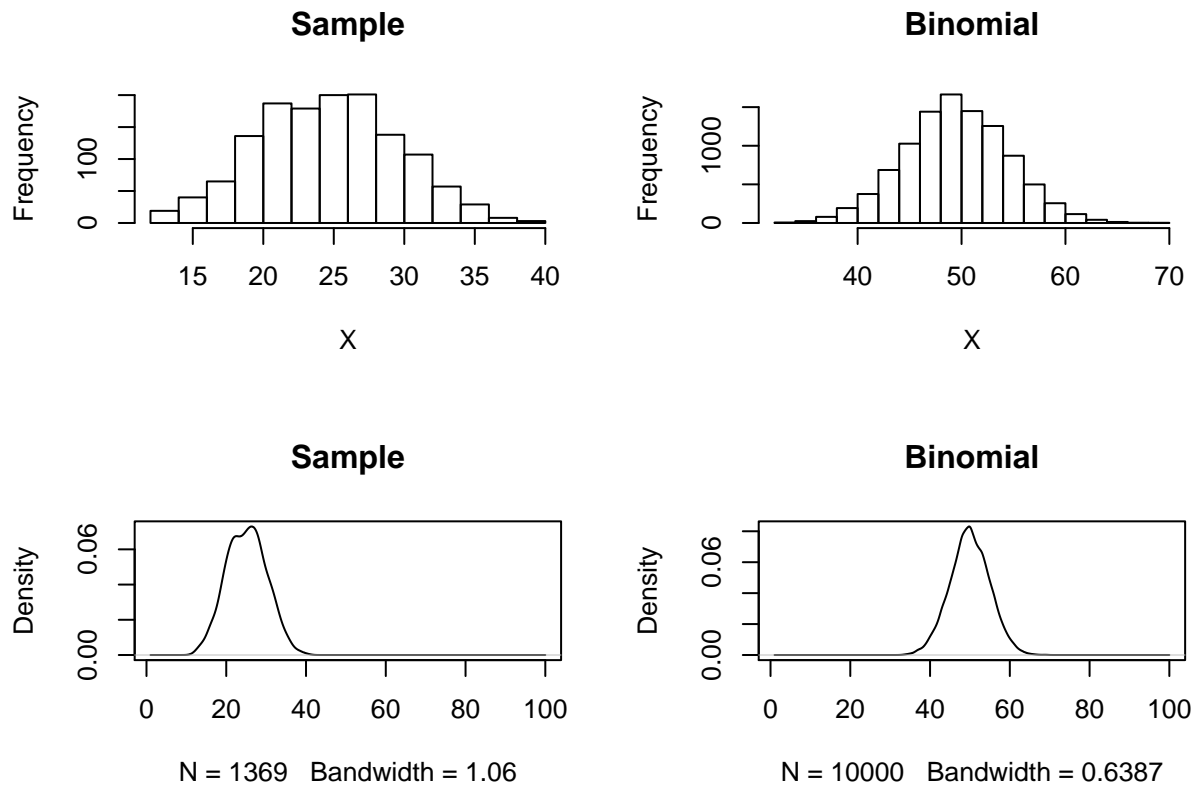 Sample
Frequency
0 100
15 20 25 30 35 40
X
Binomial
Frequency
0 1000
40 50 60 70
X
Sample
Density
0.00 0.06
0 20 40 60 80 100
N = 1369 Bandwidth = 1.06
Binomial
Density
0.00 0.06
0 20 40 60 80 100
N = 10000 Bandwidth = 0.6387